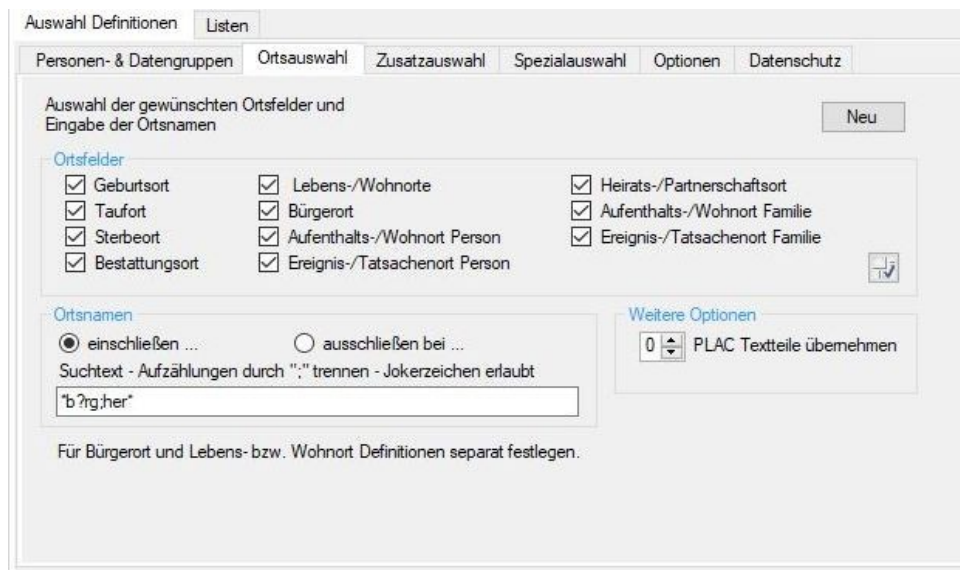 Auswahl Definitionen Listen
Personen- & Datengruppen Ortsauswahl Zusatzauswahl Spezialauswahl Optionen Datenschutz
Auswahl der gewünschten Ortsfelder und
Eingabe der Ortsnamen
Neu
Ortsfelder
Geburtsort Lebens-/Wohnorte Heirats-/Partnerschaftsort
Taufort Bürgerort Aufenthalts-/Wohnort Familie
Sterbeort Aufenthalts-/Wohnort Person Ereignis-/Tatsachenort Familie
Bestattungsort Ereignis-/Tatsachenort Person
Ortsnamen
einschließen ... ausschließen bei ...
Suchtext - Aufzählungen durch ";" trennen - Jokerzeichen erlaubt
*b?rg;her*
Weitere Optionen
0 PLAC Textteile übernehmen
Für Bürgerort und Lebens- bzw. Wohnort Definitionen separat festlegen.